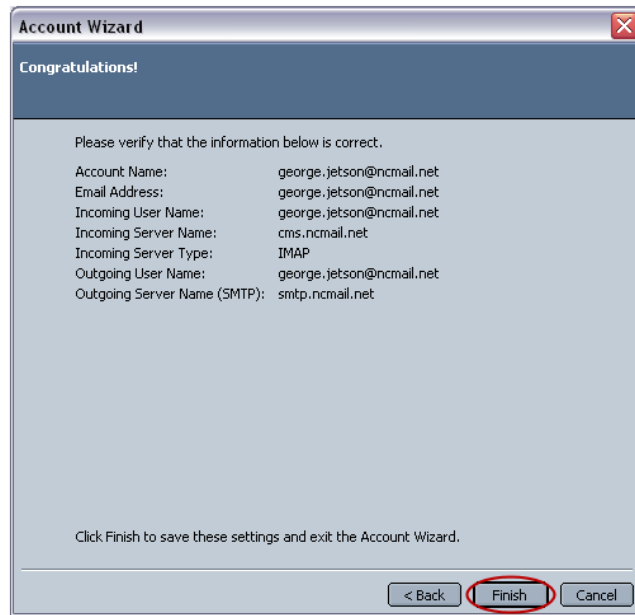 Account Wizard
Congratulations!
Please verify that the information below is correct.
Account Name: george.jetson@ncmail.net
Email Address: george.jetson@ncmail.net
Incoming User Name: george.jetson@ncmail.net
Incoming Server Name: cms.ncmail.net
Incoming Server Type: IMAP
Outgoing User Name: george.jetson@ncmail.net
Outgoing Server Name (SMTP): smtp.ncmail.net
Click Finish to save these settings and exit the Account Wizard.
< Back Finish Cancel